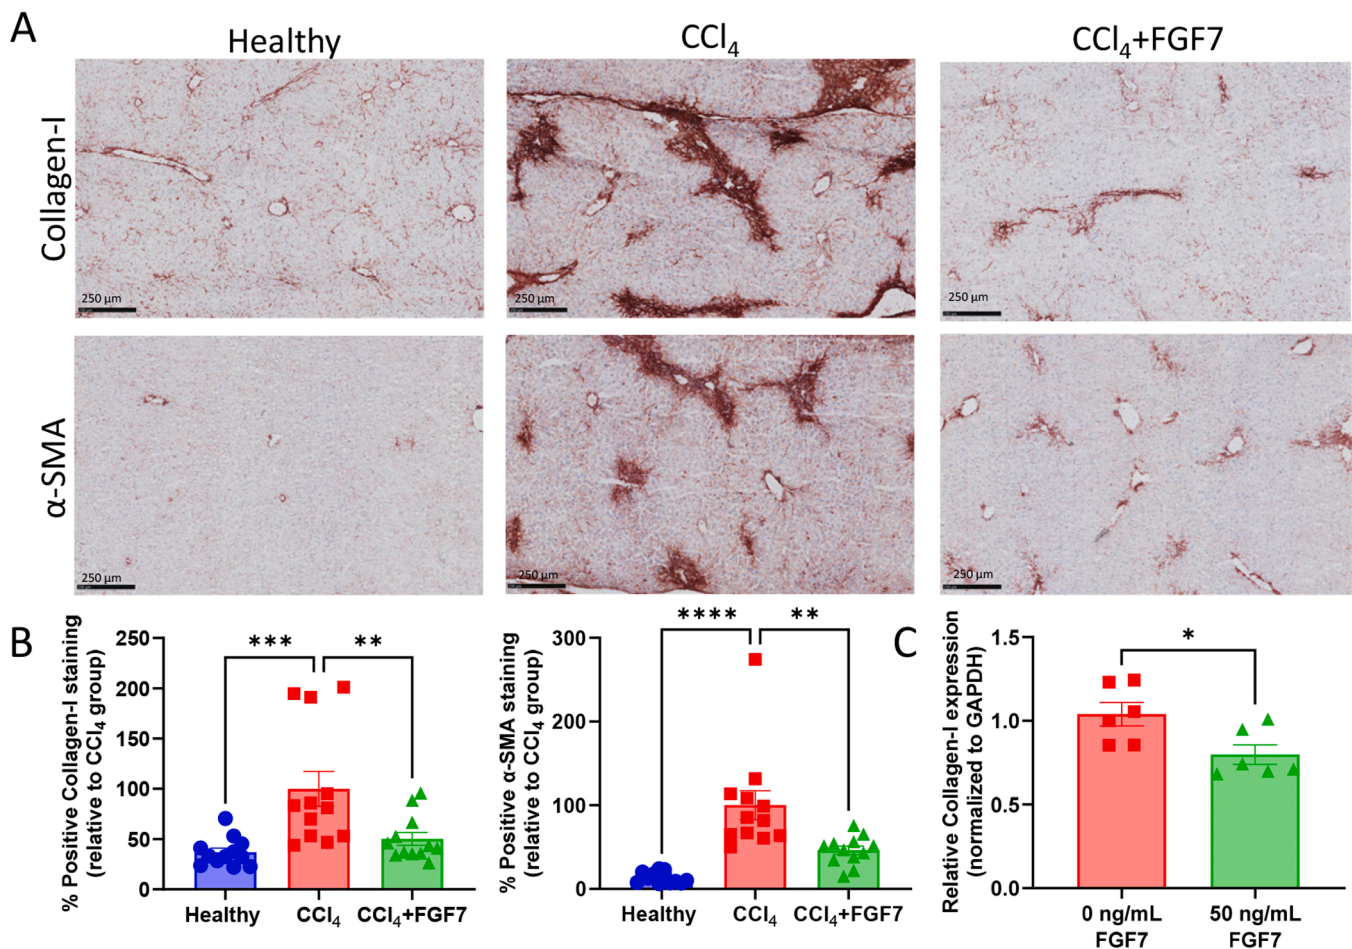 A
Healthy
CCl4
CCl4+FGF7
Collagen-I
250 µm
250 µm
250 µm
α-SMA
250 µm
250 µm
250 µm
B
% Positive Collagen-I staining
(relative to CCl4 group)
250
200
150
100
50
0
***
**
Healthy
CCl4
CCl4+FGF7
% Positive α-SMA staining
(relative to CCl4 group)
300
200
100
0
****
**
Healthy
CCl4
CCl4+FGF7
C
Relative Collagen-I expression
(normalized to GAPDH)
1.5
1.0
0.5
0.0
*
0 ng/mL
FGF7
50 ng/mL
FGF7